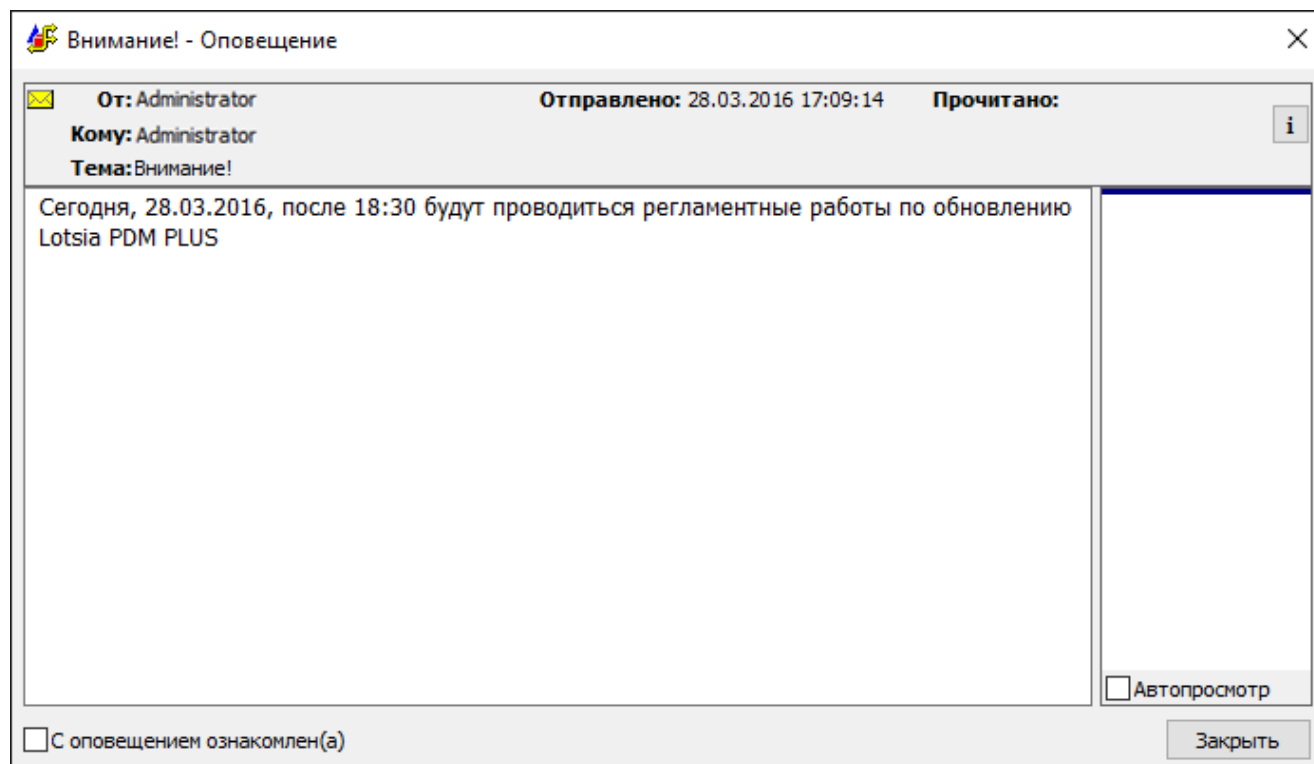 Внимание! - Оповещение
От: Administrator Отправлено: 28.03.2016 17:09:14 Прочитано:
i
Кому: Administrator
Тема: Внимание!
Сегодня, 28.03.2016, после 18:30 будут проводиться регламентные работы по обновлению
Lotsia PDM PLUS
Автопросмотр
С оповещением ознакомлен(а)
Закрыть